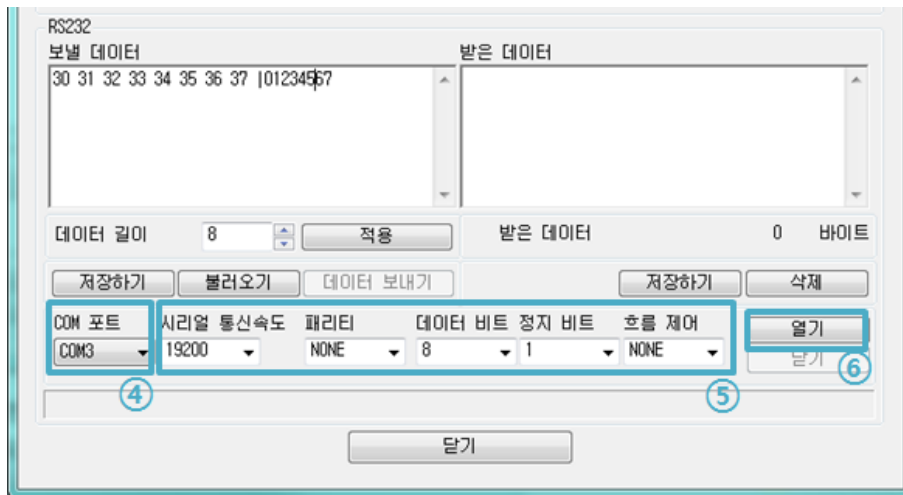 RS232
보낼 데이터
받은 데이터
30 31 32 33 34 35 36 37 |01234567
데이터 길이 8 적용 받은 데이터 0 바이트
저장하기 불러오기 데이터 보내기 저장하기 삭제
COM 포트 시리얼 통신속도 패리티 데이터 비트 정지 비트 흐름 제어 열기
COM3 19200 NONE 8 1 NONE 닫기
④ ⑤ ⑥
닫기